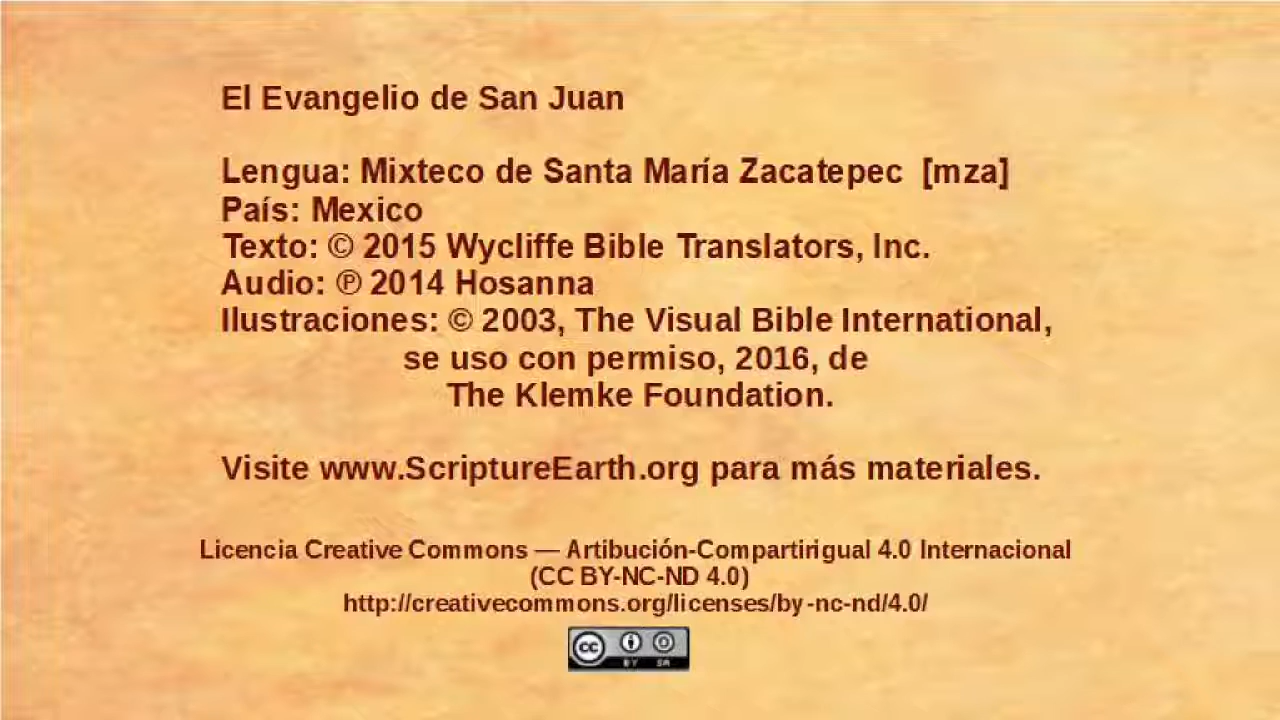 El Evangelio de San Juan
Lengua: Mixteco de Santa María Zacatepec [mza]
País: Mexico
Texto: © 2015 Wycliffe Bible Translators, Inc.
Audio: ℗ 2014 Hosanna
Ilustraciones: © 2003, The Visual Bible International,
se uso con permiso, 2016, de
The Klemke Foundation.
Visite www.ScriptureEarth.org para más materiales.
Licencia Creative Commons — Artibución-Compartirigual 4.0 Internacional
(CC BY-NC-ND 4.0)
http://creativecommons.org/licenses/by-nc-nd/4.0/
cc BY SA